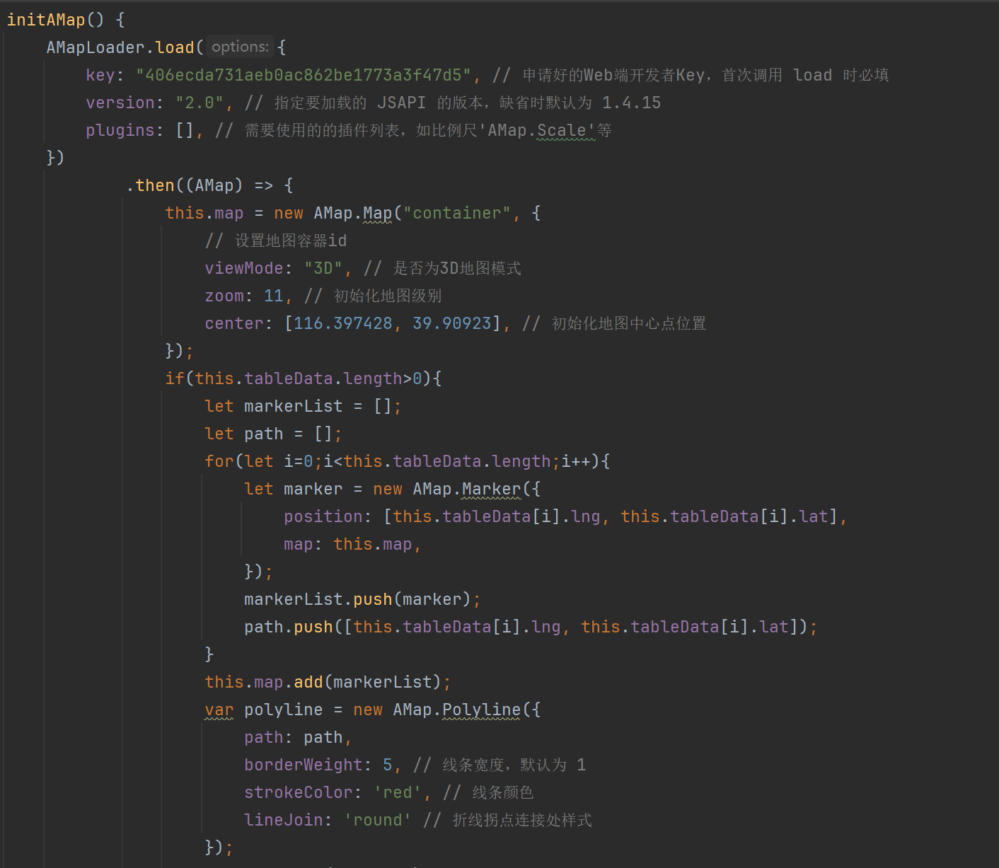 initAMap() {
AMapLoader.load( options: {
key: "406ecda731aeb0ac862be1773a3f47d5", // 申请好的Web端开发者Key，首次调用 load 时必填
version: "2.0", // 指定要加载的 JSAPI 的版本，缺省时默认为 1.4.15
plugins: [], // 需要使用的的插件列表，如比例尺'AMap.Scale'等
})
.then((AMap) => {
this.map = new AMap.Map("container", {
// 设置地图容器id
viewMode: "3D", // 是否为3D地图模式
zoom: 11, // 初始化地图级别
center: [116.397428, 39.90923], // 初始化地图中心点位置
});
if(this.tableData.length>0){
let markerList = [];
let path = [];
for(let i=0;i<this.tableData.length;i++){
let marker = new AMap.Marker({
position: [this.tableData[i].lng, this.tableData[i].lat],
map: this.map,
});
markerList.push(marker);
path.push([this.tableData[i].lng, this.tableData[i].lat]);
}
this.map.add(markerList);
var polyline = new AMap.Polyline({
path: path,
borderWeight: 5, // 线条宽度，默认为 1
strokeColor: 'red', // 线条颜色
lineJoin: 'round' // 折线拐点连接处样式
});